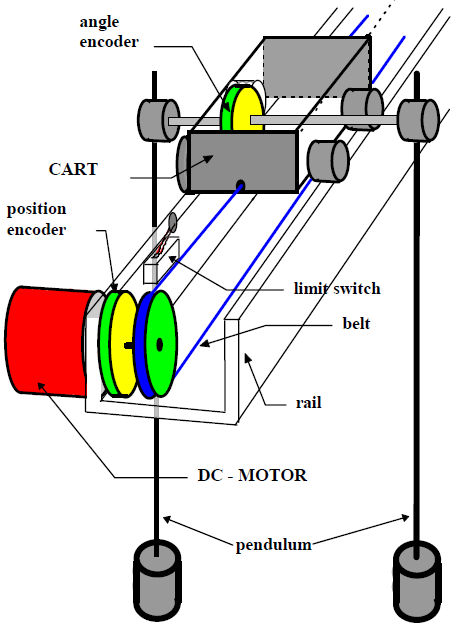 angle
encoder
CART
position
encoder
limit switch
belt
rail
DC - MOTOR
pendulum